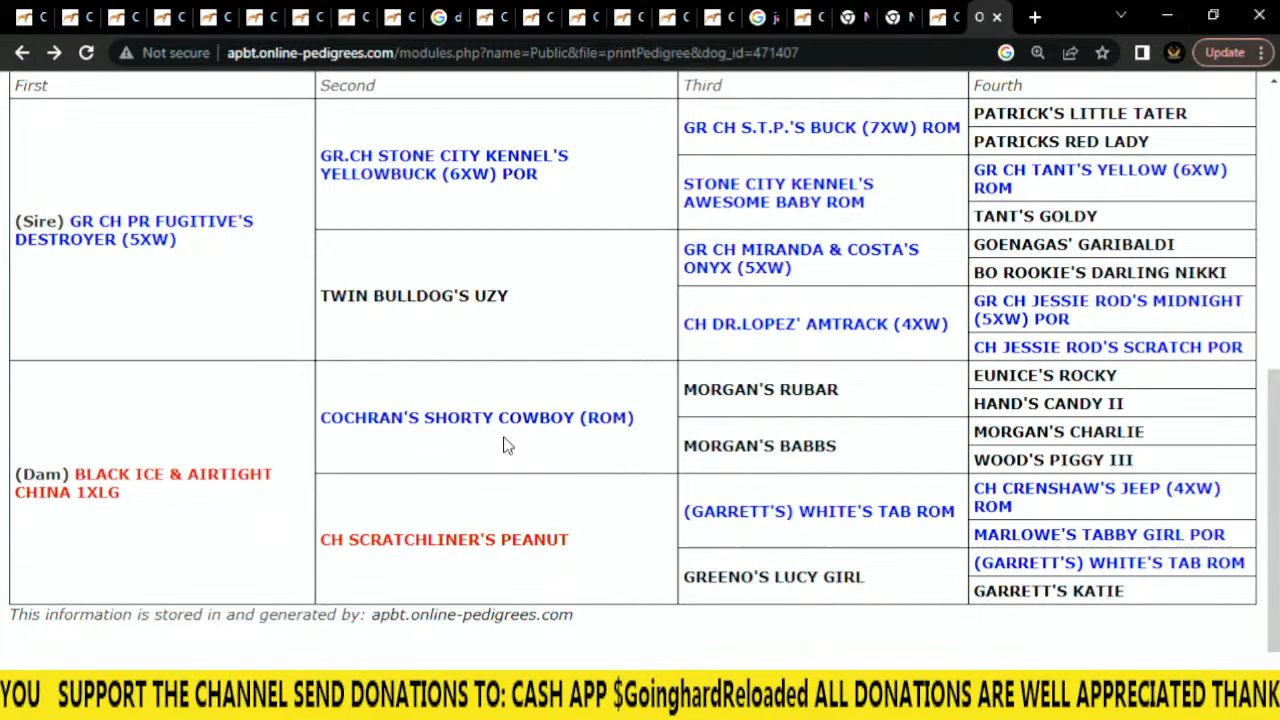 C C C C C C C C d C C C C C C j C N N C O
Not secure apbt.online-pedigrees.com/modules.php?name=Public&file=printPedigree&dog_id=471407 Update
First Second Third Fourth
(Sire) GR CH PR FUGITIVE'S
DESTROYER (5XW)
GR.CH STONE CITY KENNEL'S
YELLOWBUCK (6XW) POR
GR CH S.T.P.'S BUCK (7XW) ROM
PATRICK'S LITTLE TATER
PATRICKS RED LADY
STONE CITY KENNEL'S
AWESOME BABY ROM
GR CH TANT'S YELLOW (6XW)
ROM
TANT'S GOLDY
TWIN BULLDOG'S UZY
GR CH MIRANDA & COSTA'S
ONYX (5XW)
GOENAGAS' GARIBALDI
BO ROOKIE'S DARLING NIKKI
CH DR.LOPEZ' AMTRACK (4XW)
GR CH JESSIE ROD'S MIDNIGHT
(5XW) POR
CH JESSIE ROD'S SCRATCH POR
(Dam) BLACK ICE & AIRTIGHT
CHINA 1XLG
COCHRAN'S SHORTY COWBOY (ROM)
MORGAN'S RUBAR
EUNICE'S ROCKY
HAND'S CANDY II
MORGAN'S BABBS
MORGAN'S CHARLIE
WOOD'S PIGGY III
CH SCRATCHLINER'S PEANUT
(GARRETT'S) WHITE'S TAB ROM
CH CRENSHAW'S JEEP (4XW)
ROM
MARLOWE'S TABBY GIRL POR
GREENO'S LUCY GIRL
(GARRETT'S) WHITE'S TAB ROM
GARRETT'S KATIE
This information is stored in and generated by: apbt.online-pedigrees.com
YOU SUPPORT THE CHANNEL SEND DONATIONS TO: CASH APP $GoinghardReloaded ALL DONATIONS ARE WELL APPRECIATED THANK